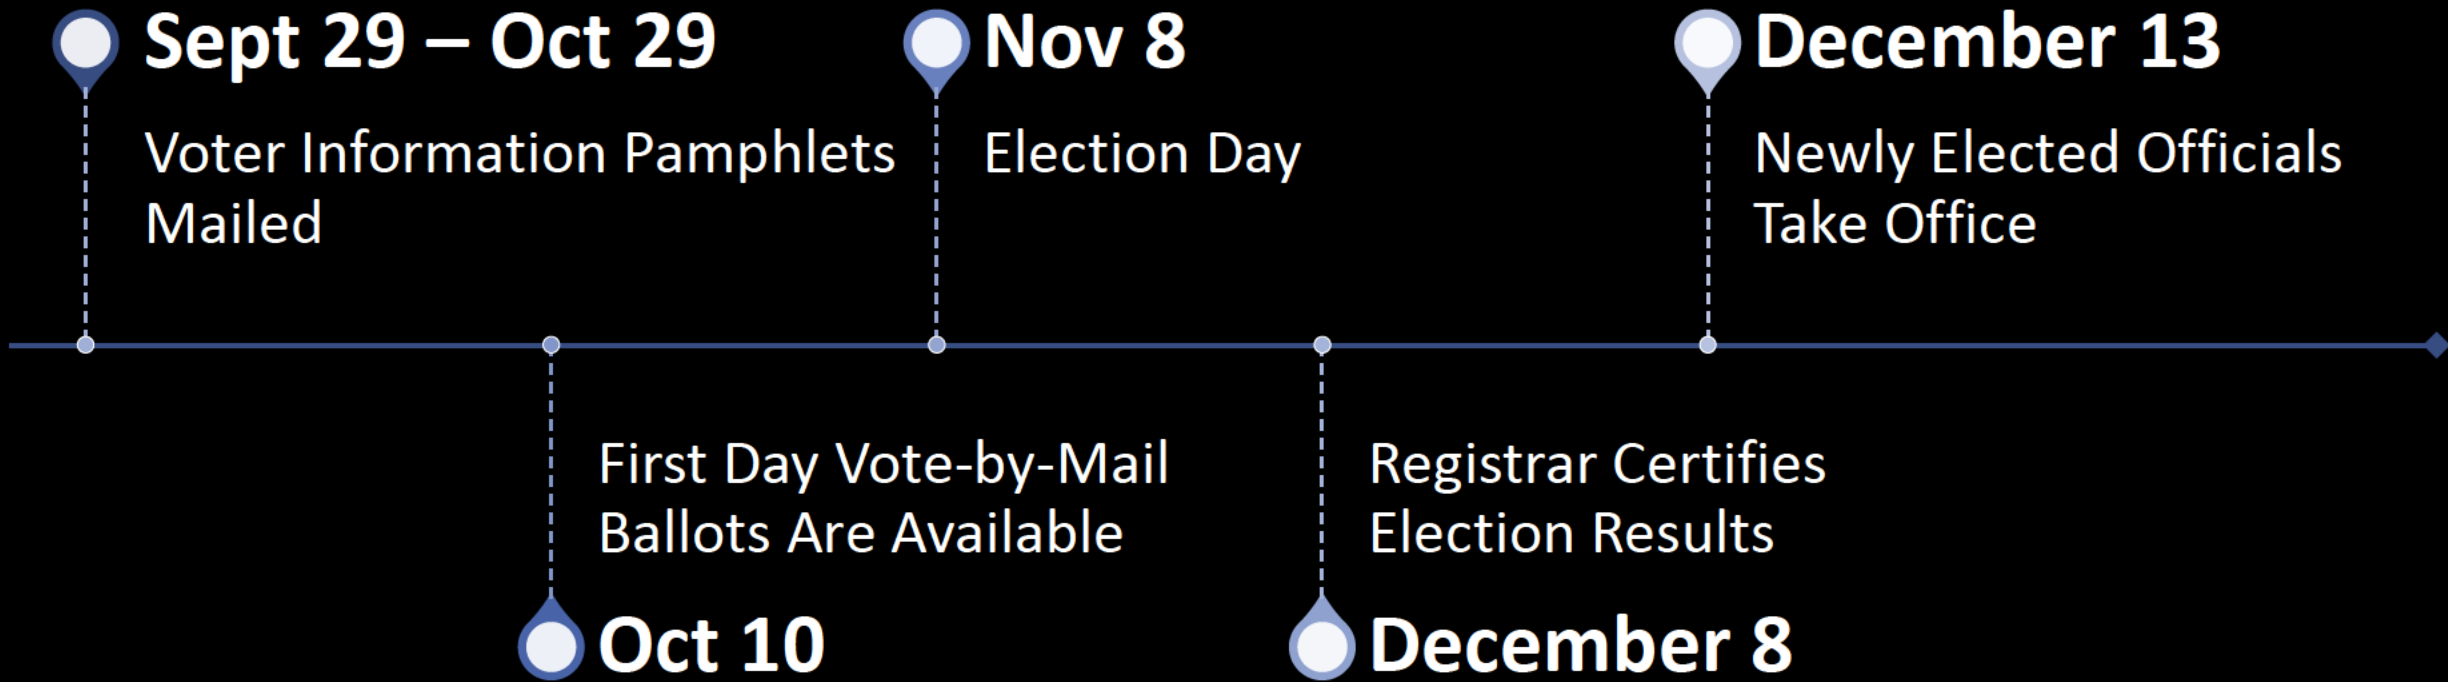 Sept 29 – Oct 29
Voter Information Pamphlets
Mailed
First Day Vote-by-Mail
Ballots Are Available
Oct 10
Nov 8
Election Day
Registrar Certifies
Election Results
December 8
December 13
Newly Elected Officials
Take Office